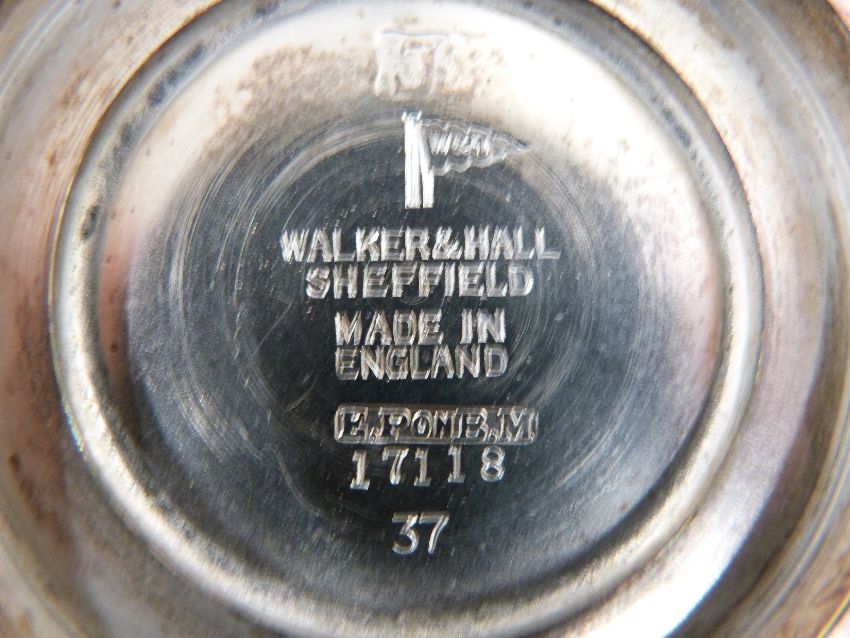 W&H
WALKER&HALL
SHEFFIELD
MADE IN
ENGLAND
E.P ON B.M
17118
37